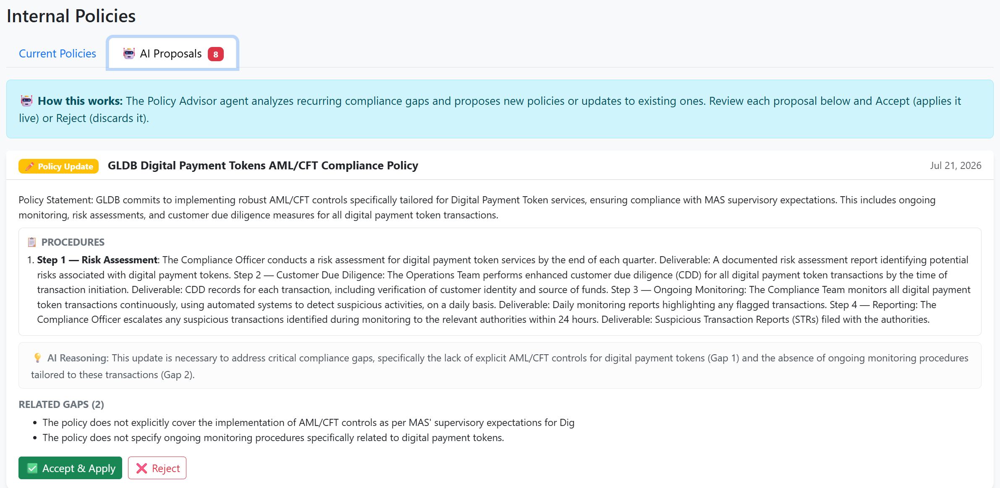 Internal Policies
Current Policies
AI Proposals 8
How this works: The Policy Advisor agent analyzes recurring compliance gaps and proposes new policies or updates to existing ones. Review each proposal below and Accept (applies it
live) or Reject (discards it).
Policy Update GLDB Digital Payment Tokens AML/CFT Compliance Policy Jul 21, 2026
Policy Statement: GLDB commits to implementing robust AML/CFT controls specifically tailored for Digital Payment Token services, ensuring compliance with MAS supervisory expectations. This includes ongoing
monitoring, risk assessments, and customer due diligence measures for all digital payment token transactions.
PROCEDURES
1. Step 1 — Risk Assessment: The Compliance Officer conducts a risk assessment for digital payment token services by the end of each quarter. Deliverable: A documented risk assessment report identifying potential
risks associated with digital payment tokens. Step 2 — Customer Due Diligence: The Operations Team performs enhanced customer due diligence (CDD) for all digital payment token transactions by the time of
transaction initiation. Deliverable: CDD records for each transaction, including verification of customer identity and source of funds. Step 3 — Ongoing Monitoring: The Compliance Team monitors all digital payment
token transactions continuously, using automated systems to detect suspicious activities, on a daily basis. Deliverable: Daily monitoring reports highlighting any flagged transactions. Step 4 — Reporting: The
Compliance Officer escalates any suspicious transactions identified during monitoring to the relevant authorities within 24 hours. Deliverable: Suspicious Transaction Reports (STRs) filed with the authorities.
AI Reasoning: This update is necessary to address critical compliance gaps, specifically the lack of explicit AML/CFT controls for digital payment tokens (Gap 1) and the absence of ongoing monitoring procedures
tailored to these transactions (Gap 2).
RELATED GAPS (2)
• The policy does not explicitly cover the implementation of AML/CFT controls as per MAS' supervisory expectations for Dig
• The policy does not specify ongoing monitoring procedures specifically related to digital payment tokens.
Accept & Apply
Reject